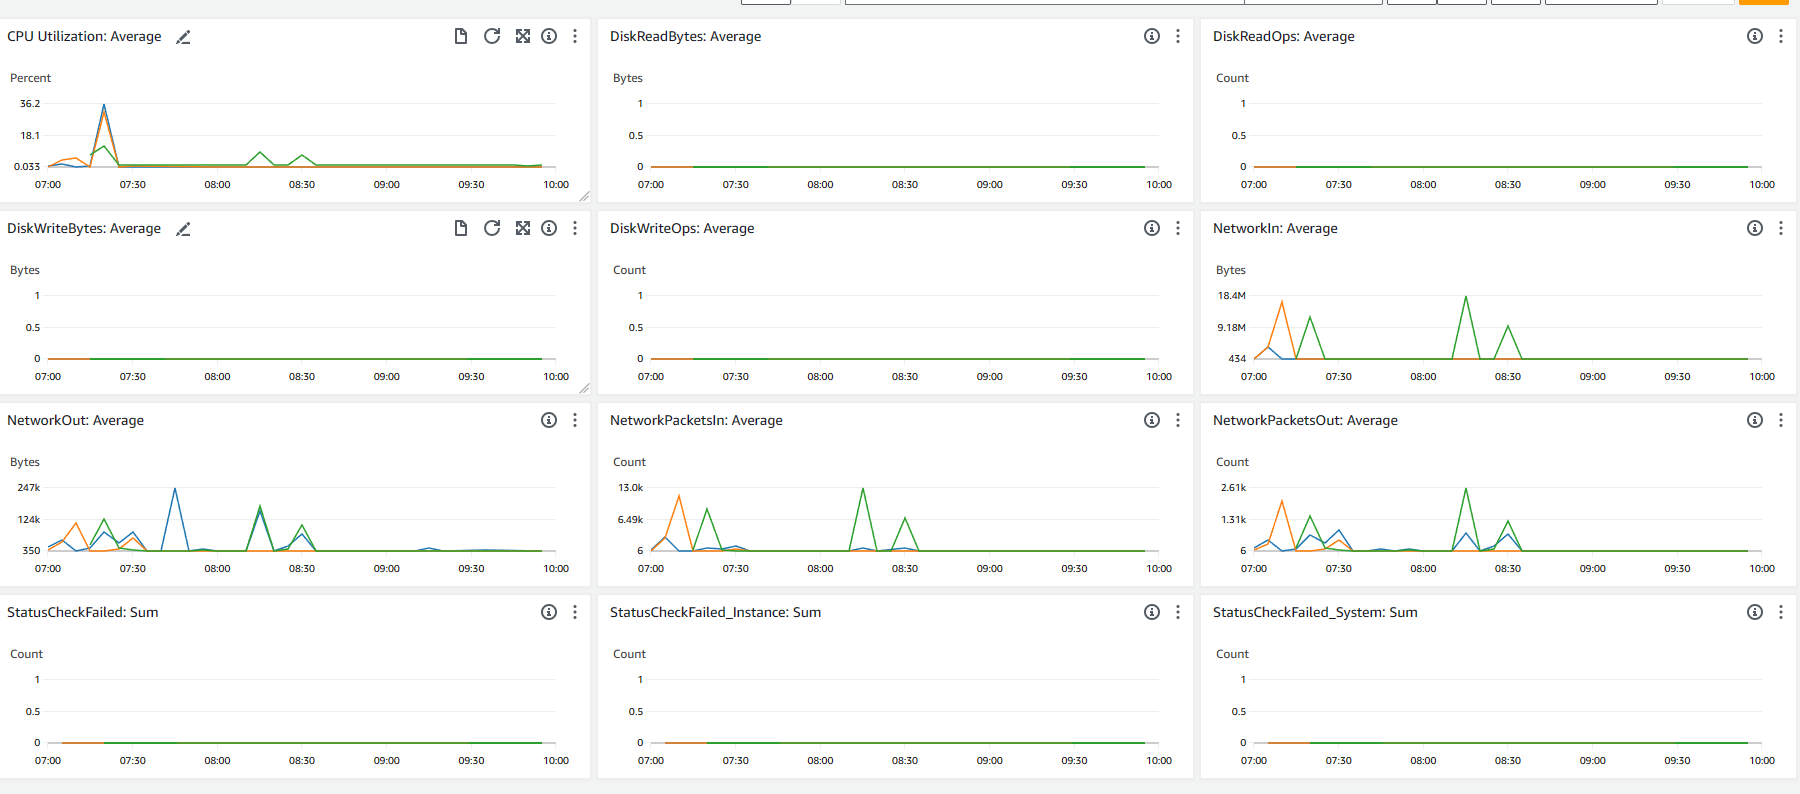 CPU Utilization: Average
Percent
36.2
18.1
0.033
07:00 07:30 08:00 08:30 09:00 09:30 10:00
DiskReadBytes: Average
Bytes
1
0.5
0
07:00 07:30 08:00 08:30 09:00 09:30 10:00
DiskReadOps: Average
Count
1
0.5
0
07:00 07:30 08:00 08:30 09:00 09:30 10:00
DiskWriteBytes: Average
Bytes
1
0.5
0
07:00 07:30 08:00 08:30 09:00 09:30 10:00
DiskWriteOps: Average
Count
1
0.5
0
07:00 07:30 08:00 08:30 09:00 09:30 10:00
NetworkIn: Average
Bytes
18.4M
9.18M
434
07:00 07:30 08:00 08:30 09:00 09:30 10:00
NetworkOut: Average
Bytes
247k
124k
350
07:00 07:30 08:00 08:30 09:00 09:30 10:00
NetworkPacketsIn: Average
Count
13.0k
6.49k
6
07:00 07:30 08:00 08:30 09:00 09:30 10:00
NetworkPacketsOut: Average
Count
2.61k
1.31k
6
07:00 07:30 08:00 08:30 09:00 09:30 10:00
StatusCheckFailed: Sum
Count
1
0.5
0
07:00 07:30 08:00 08:30 09:00 09:30 10:00
StatusCheckFailed_Instance: Sum
Count
1
0.5
0
07:00 07:30 08:00 08:30 09:00 09:30 10:00
StatusCheckFailed_System: Sum
Count
1
0.5
0
07:00 07:30 08:00 08:30 09:00 09:30 10:00